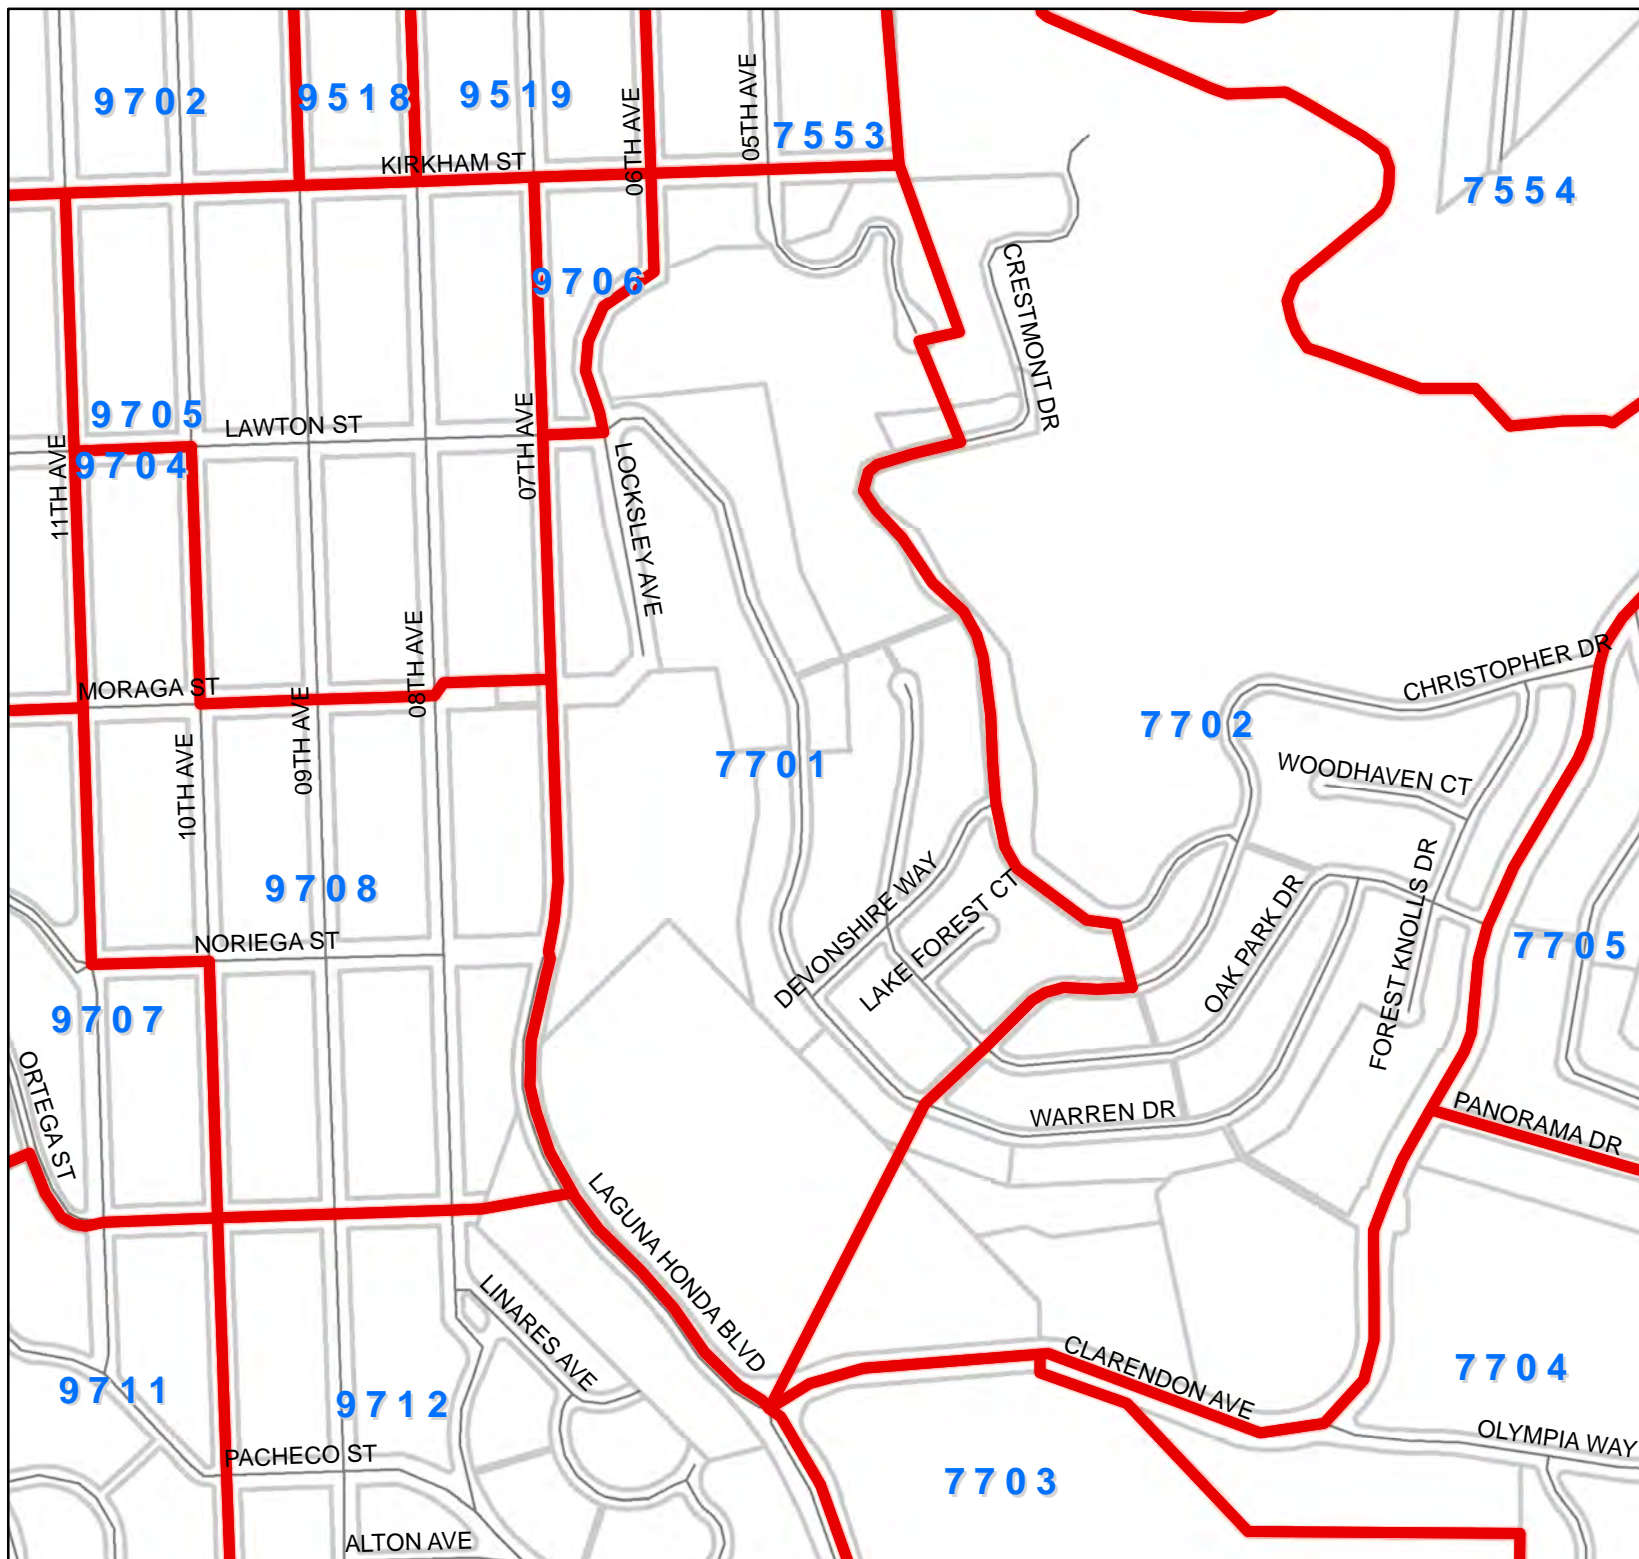 9702
9518
9519
06TH AVE
05TH AVE
7553
KIRKHAM ST
7554
9706
CRESTMONT DR
9705
LAWTON ST
9704
11TH AVE
07TH AVE
LOCKSLEY AVE
MORAGA ST
08TH AVE
09TH AVE
10TH AVE
CHRISTOPHER DR
7702
7701
WOODHAVEN CT
9708
DEVONSHIRE WAY
LAKE FOREST CT
OAK PARK DR
FOREST KNOLLS DR
7705
NORIEGA ST
9707
ORTEGA ST
WARREN DR
PANORAMA DR
LAGUNA HONDA BLVD
LINARES AVE
CLARENDON AVE
7704
9711
9712
OLYMPIA WAY
PACHECO ST
7703
ALTON AVE